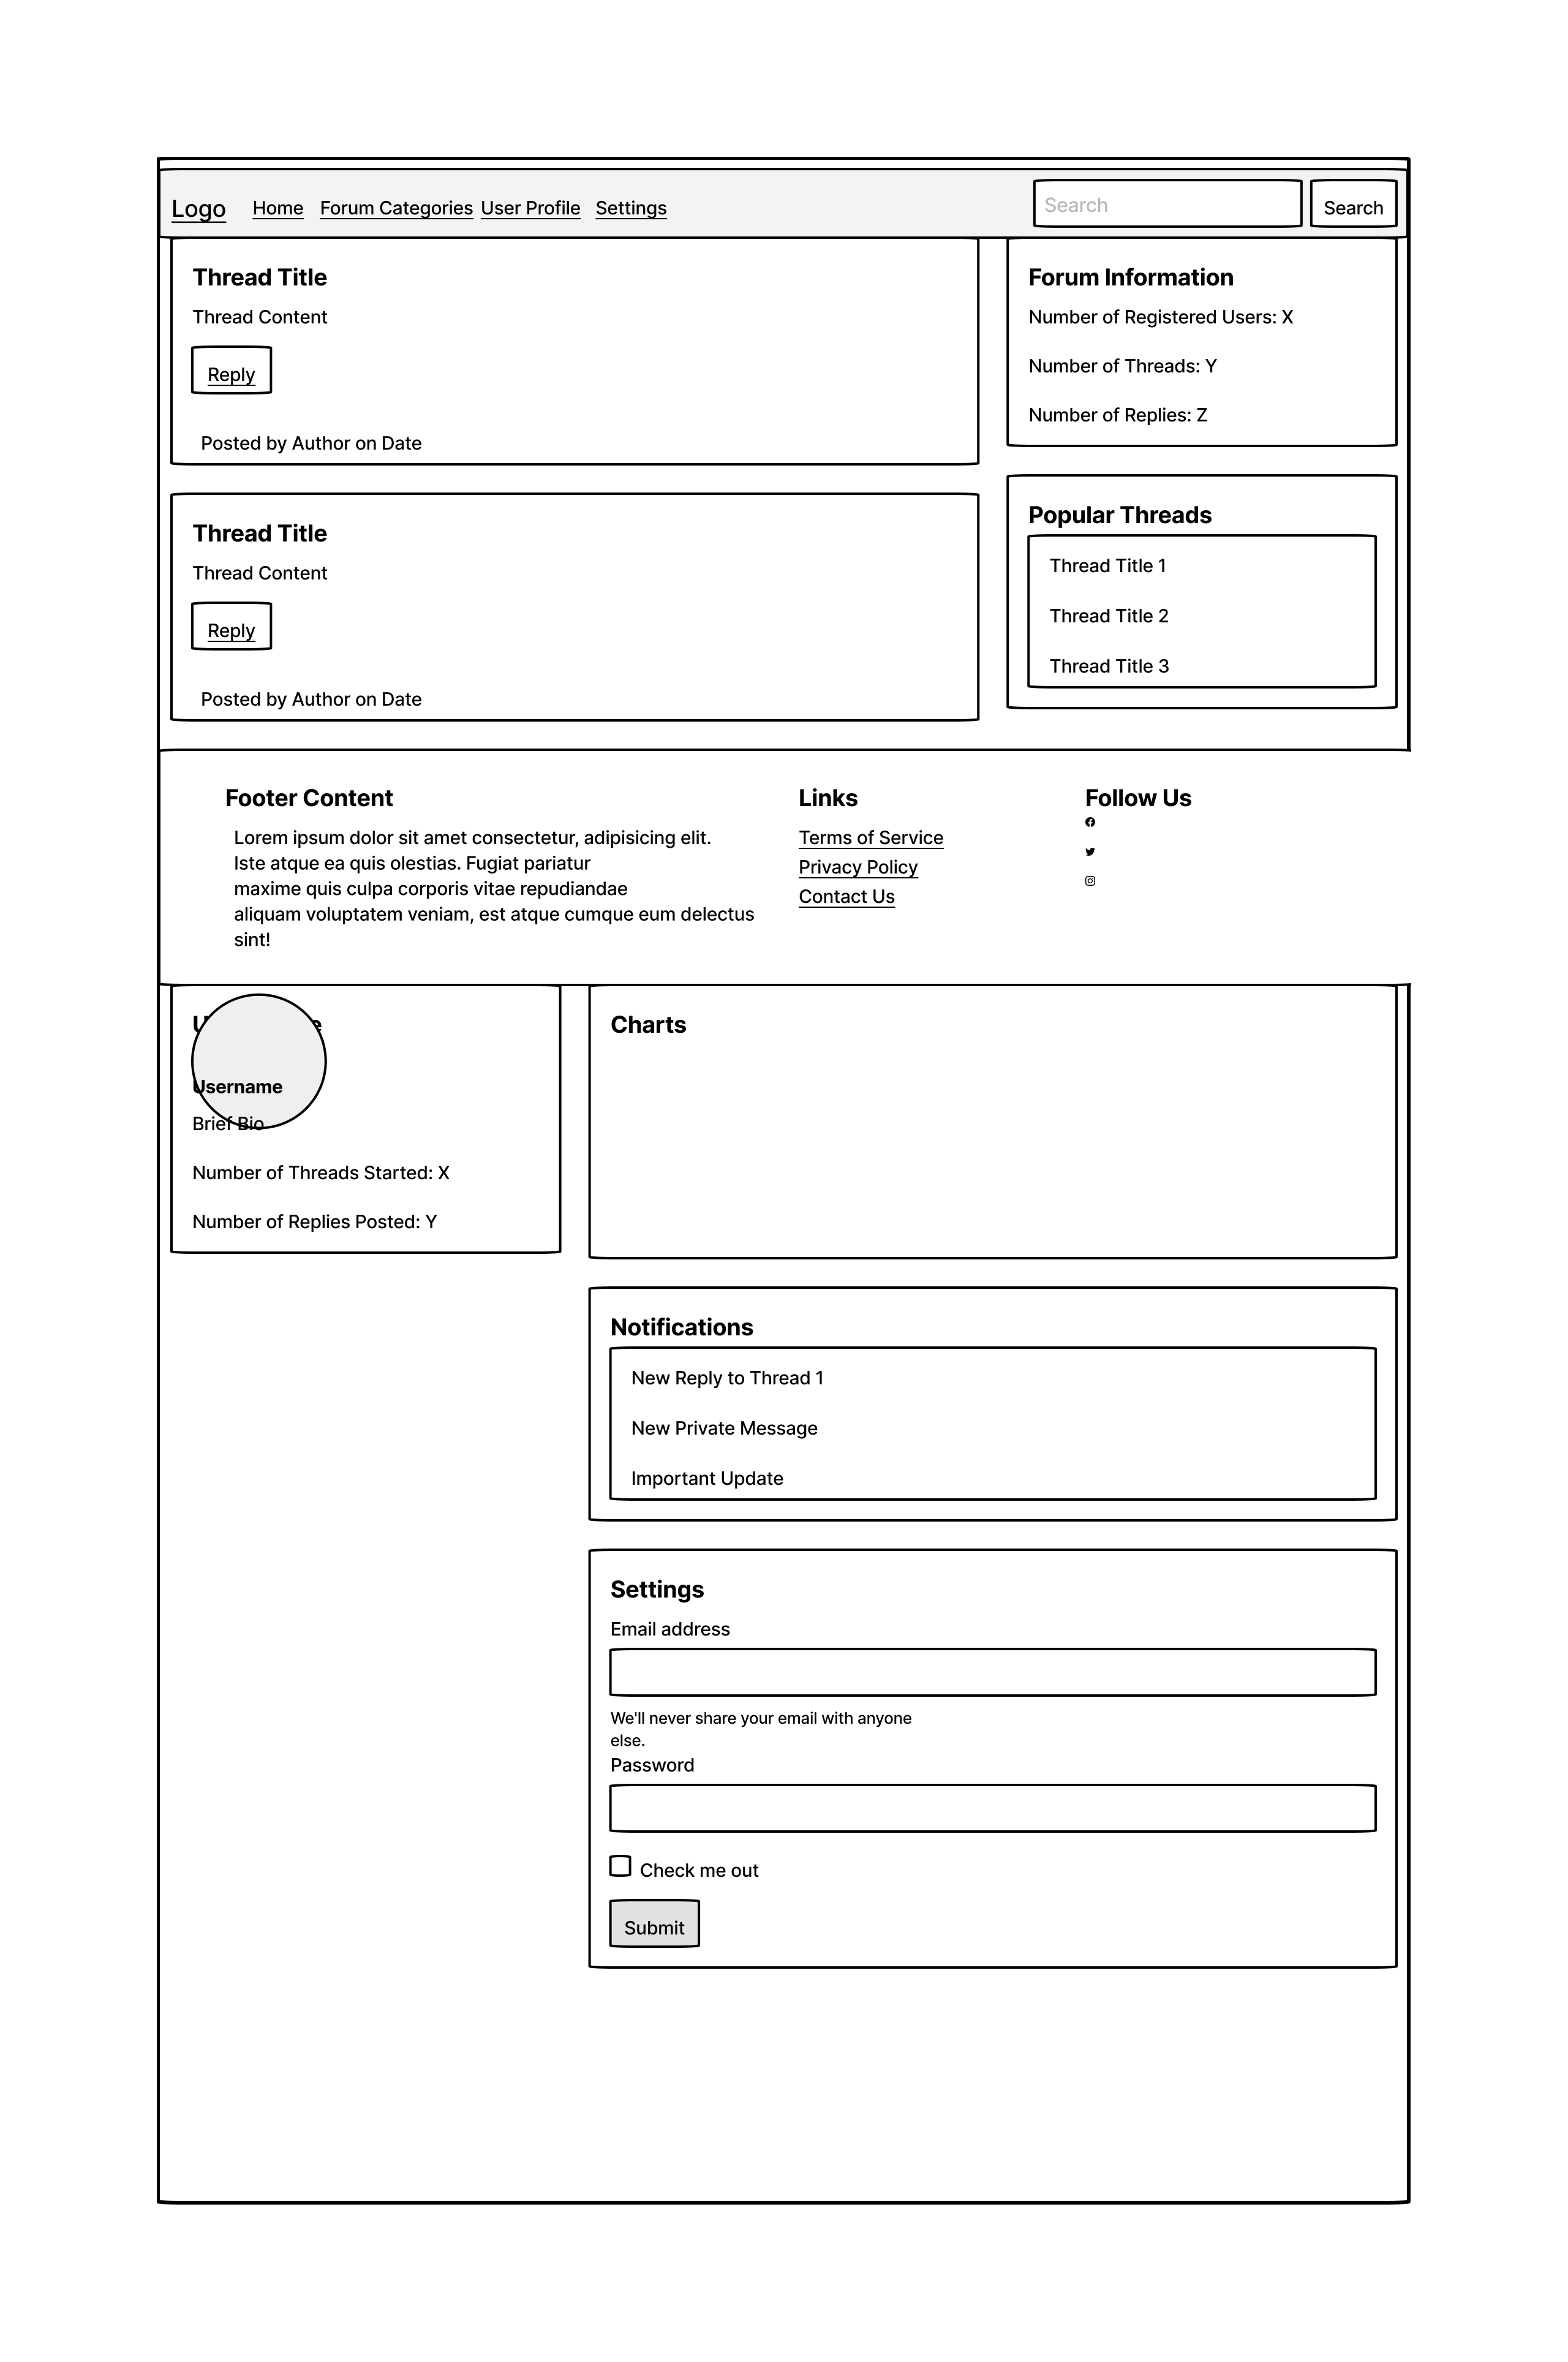 Logo Home Forum Categories User Profile Settings Search Search
Thread Title
Thread Content
Reply
Posted by Author on Date
Thread Title
Thread Content
Reply
Posted by Author on Date
Forum Information
Number of Registered Users: X
Number of Threads: Y
Number of Replies: Z
Popular Threads
Thread Title 1
Thread Title 2
Thread Title 3
Footer Content
Lorem ipsum dolor sit amet consectetur, adipisicing elit.
Iste atque ea quis olestias. Fugiat pariatur
maxime quis culpa corporis vitae repudiandae
aliquam voluptatem veniam, est atque cumque eum delectus
sint!
Links
Terms of Service
Privacy Policy
Contact Us
Follow Us
Username
Brief Bio
Number of Threads Started: X
Number of Replies Posted: Y
Charts
Notifications
New Reply to Thread 1
New Private Message
Important Update
Settings
Email address
We'll never share your email with anyone
else.
Password
Check me out
Submit